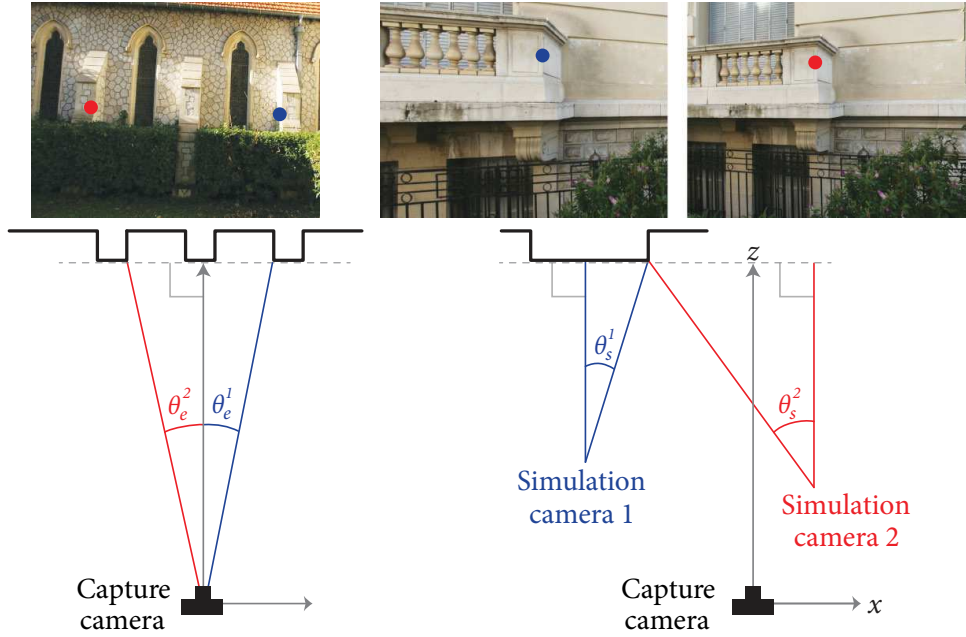 θ_e^2
θ_e^1
Capture
camera
z
θ_s^1
θ_s^2
Simulation
camera 1
Simulation
camera 2
Capture
camera
x